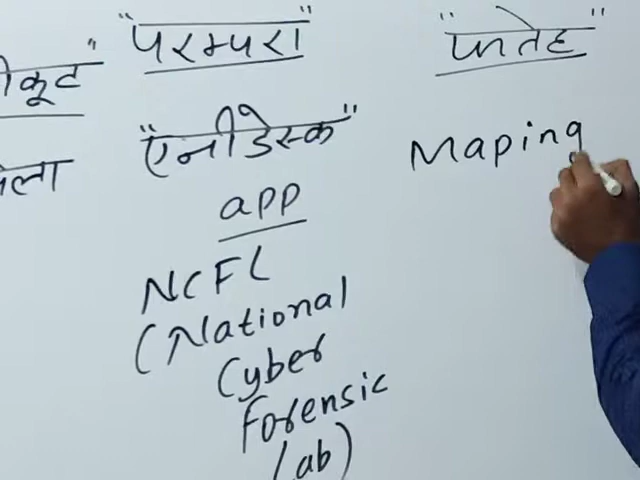 "परम्परा"
"एनीडेस्क"
app
NCFL
(National
Cyber
Forensic
Lab)
"फतेह"
Maping